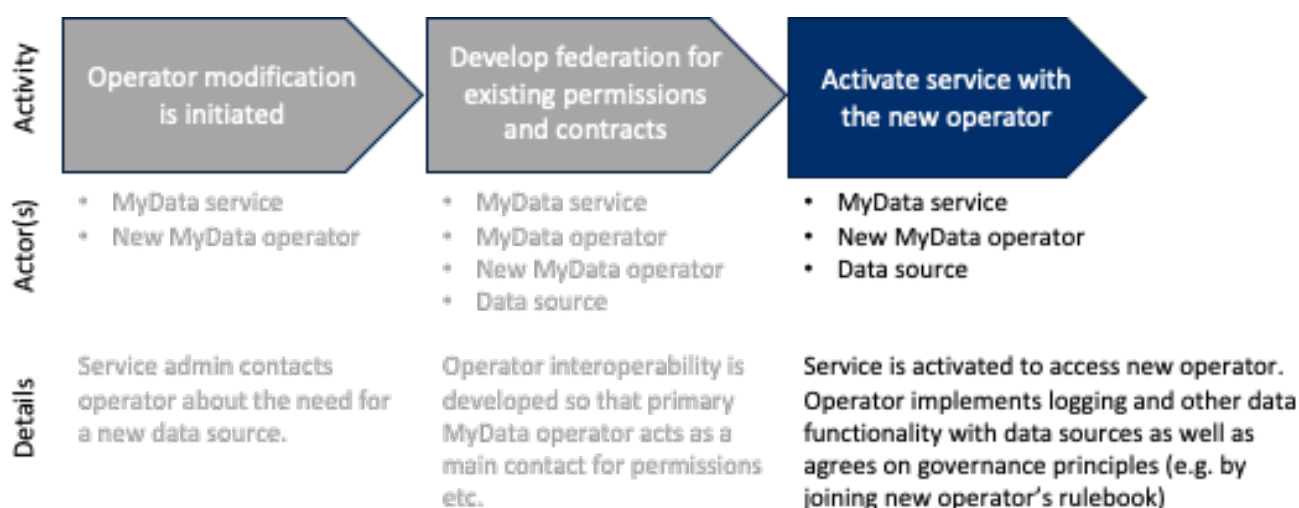 Activity
Operator modification
is initiated
Develop federation for
existing permissions
and contracts
Activate service with
the new operator
Actor(s)
• MyData service
• New MyData operator
• MyData service
• MyData operator
• New MyData operator
• Data source
• MyData service
• New MyData operator
• Data source
Details
Service admin contacts
operator about the need for
a new data source.
Operator interoperability is
developed so that primary
MyData operator acts as a
main contact for permissions
etc.
Service is activated to access new operator.
Operator implements logging and other data
functionality with data sources as well as
agrees on governance principles (e.g. by
joining new operator's rulebook)